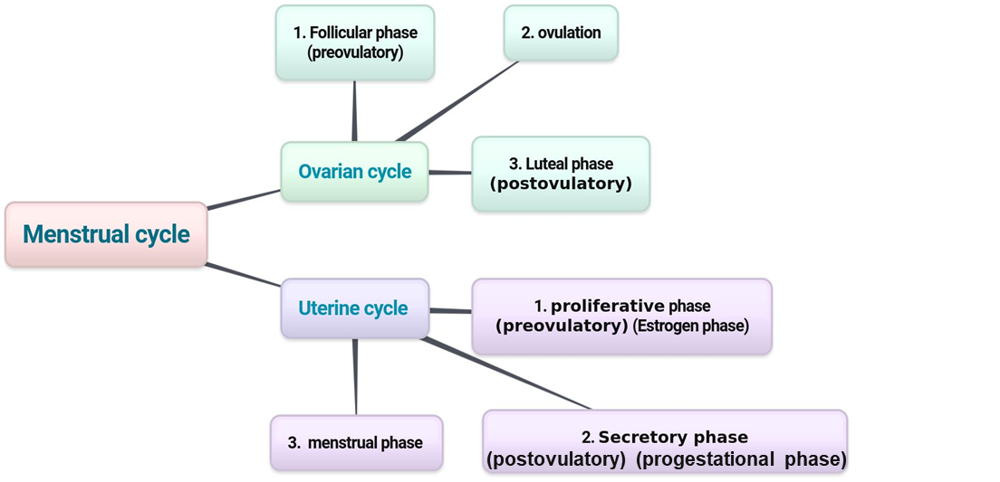 1. Follicular phase
(preovulatory)
2. ovulation
Ovarian cycle
3. Luteal phase
(postovulatory)
Menstrual cycle
Uterine cycle
1. proliferative phase
(preovulatory) (Estrogen phase)
3. menstrual phase
2. Secretory phase
(postovulatory) (progestational phase)